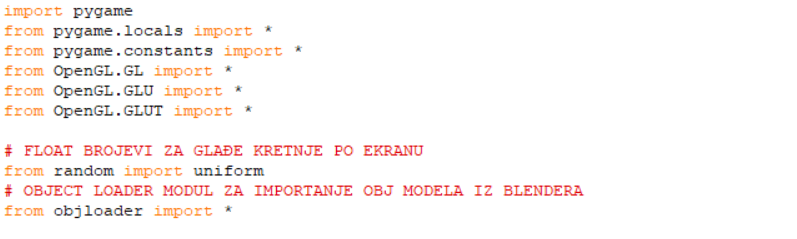 import pygame
from pygame.locals import *
from pygame.constants import *
from OpenGL.GL import *
from OpenGL.GLU import *
from OpenGL.GLUT import *
# FLOAT BROJEVI ZA GLAĐE KRETNJE PO EKRANU
from random import uniform
# OBJECT LOADER MODUL ZA IMPORTANJE OBJ MODELA IZ BLENDERA
from objloader import *